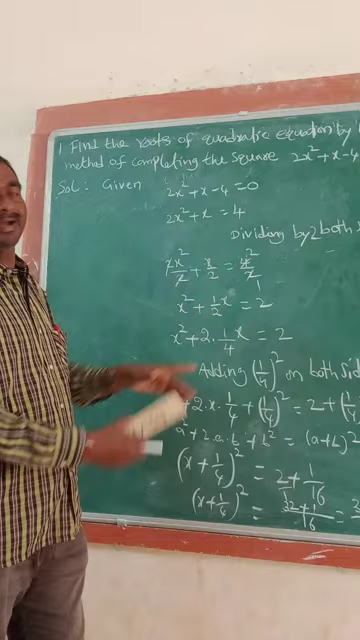 1 Find the roots of quadratic equation by
method of completing the square 2x²+x-4
Sol: Given 2x²+x-4=0
2x²+x=4
Dividing by 2 both
2x²/2+x/2=4/2
x²+1/2x=2
x²+2.1/4x=2
Adding (1/4)² on both sid
+2.x.1/4+(1/4)²=2+(1/4
a²+2.a.b+b²=(a+b)²
(x+1/4)²=2+1/16
(x+1/4)²=32+1/16=3